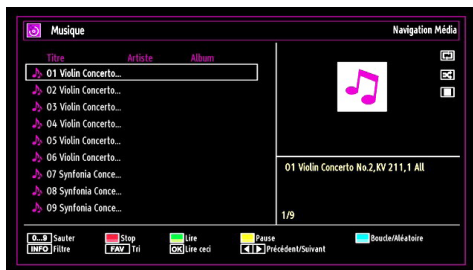 Musique Navigation Média
Titre Artiste Album
01 Violin Concerto...
02 Violin Concerto...
03 Violin Concerto...
04 Violin Concerto...
05 Violin Concerto...
06 Violin Concerto...
07 Synfonia Conce...
08 Synfonia Conce...
09 Synfonia Conce...
01 Violin Concerto No.2,KV 211,1 All
1/9
0...9 Sauter Stop Lire Pause Boucle/Aléatoire
INFO Filtre FAV Tri OK Lire ceci Précédent/Suivant